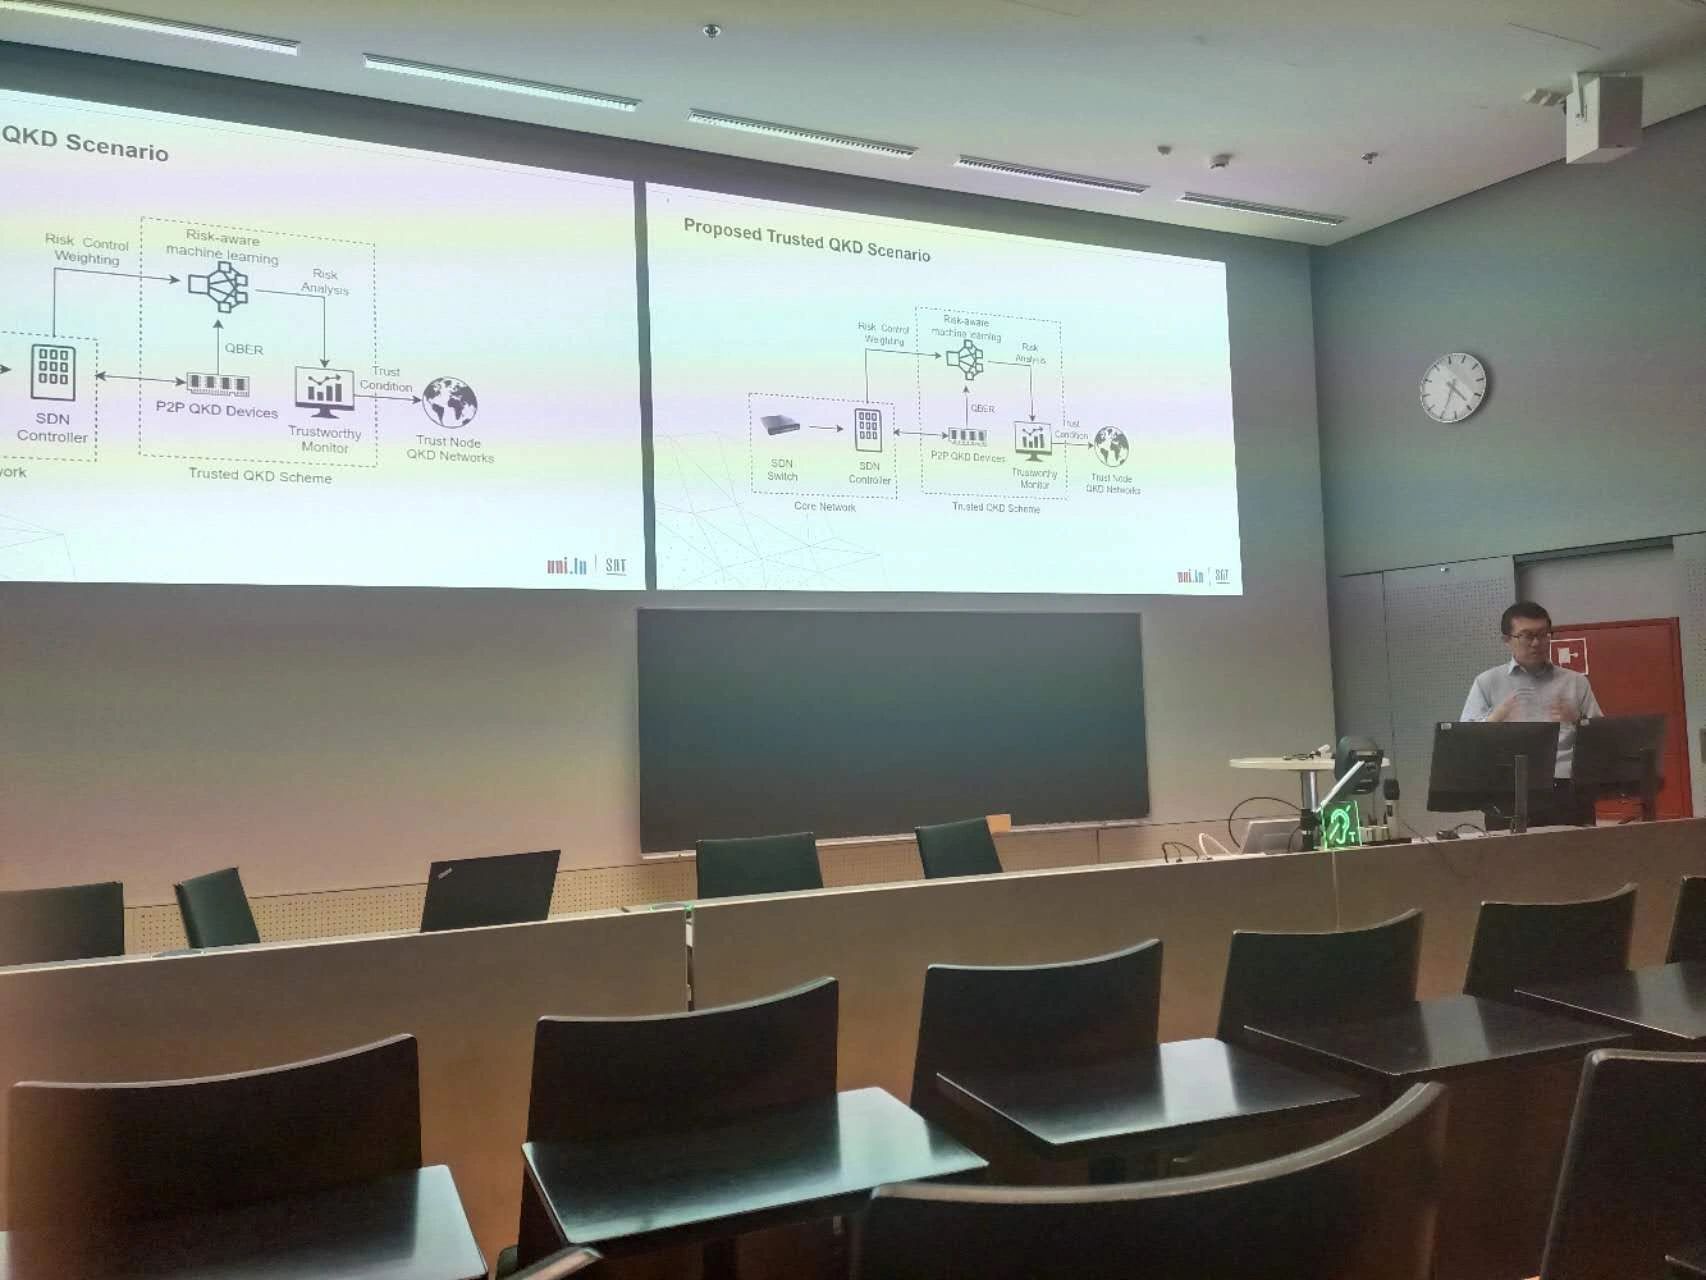 QKD Scenario
Risk Control
Weighting
Risk-aware
machine learning
Risk
Analysis
QBER
SDN
Controller
P2P QKD Devices
Trustworthy
Monitor
Trust
Condition
Trust Node
QKD Networks
work
Trusted QKD Scheme
uni.lu
SNT
Proposed Trusted QKD Scenario
Risk Control
Weighting
Risk-aware
machine learning
Risk
Analysis
QBER
SDN
Switch
SDN
Controller
P2P QKD Devices
Trustworthy
Monitor
Trust
Condition
Trust Node
QKD Networks
Core Network
Trusted QKD Scheme
uni.lu
SNT
T